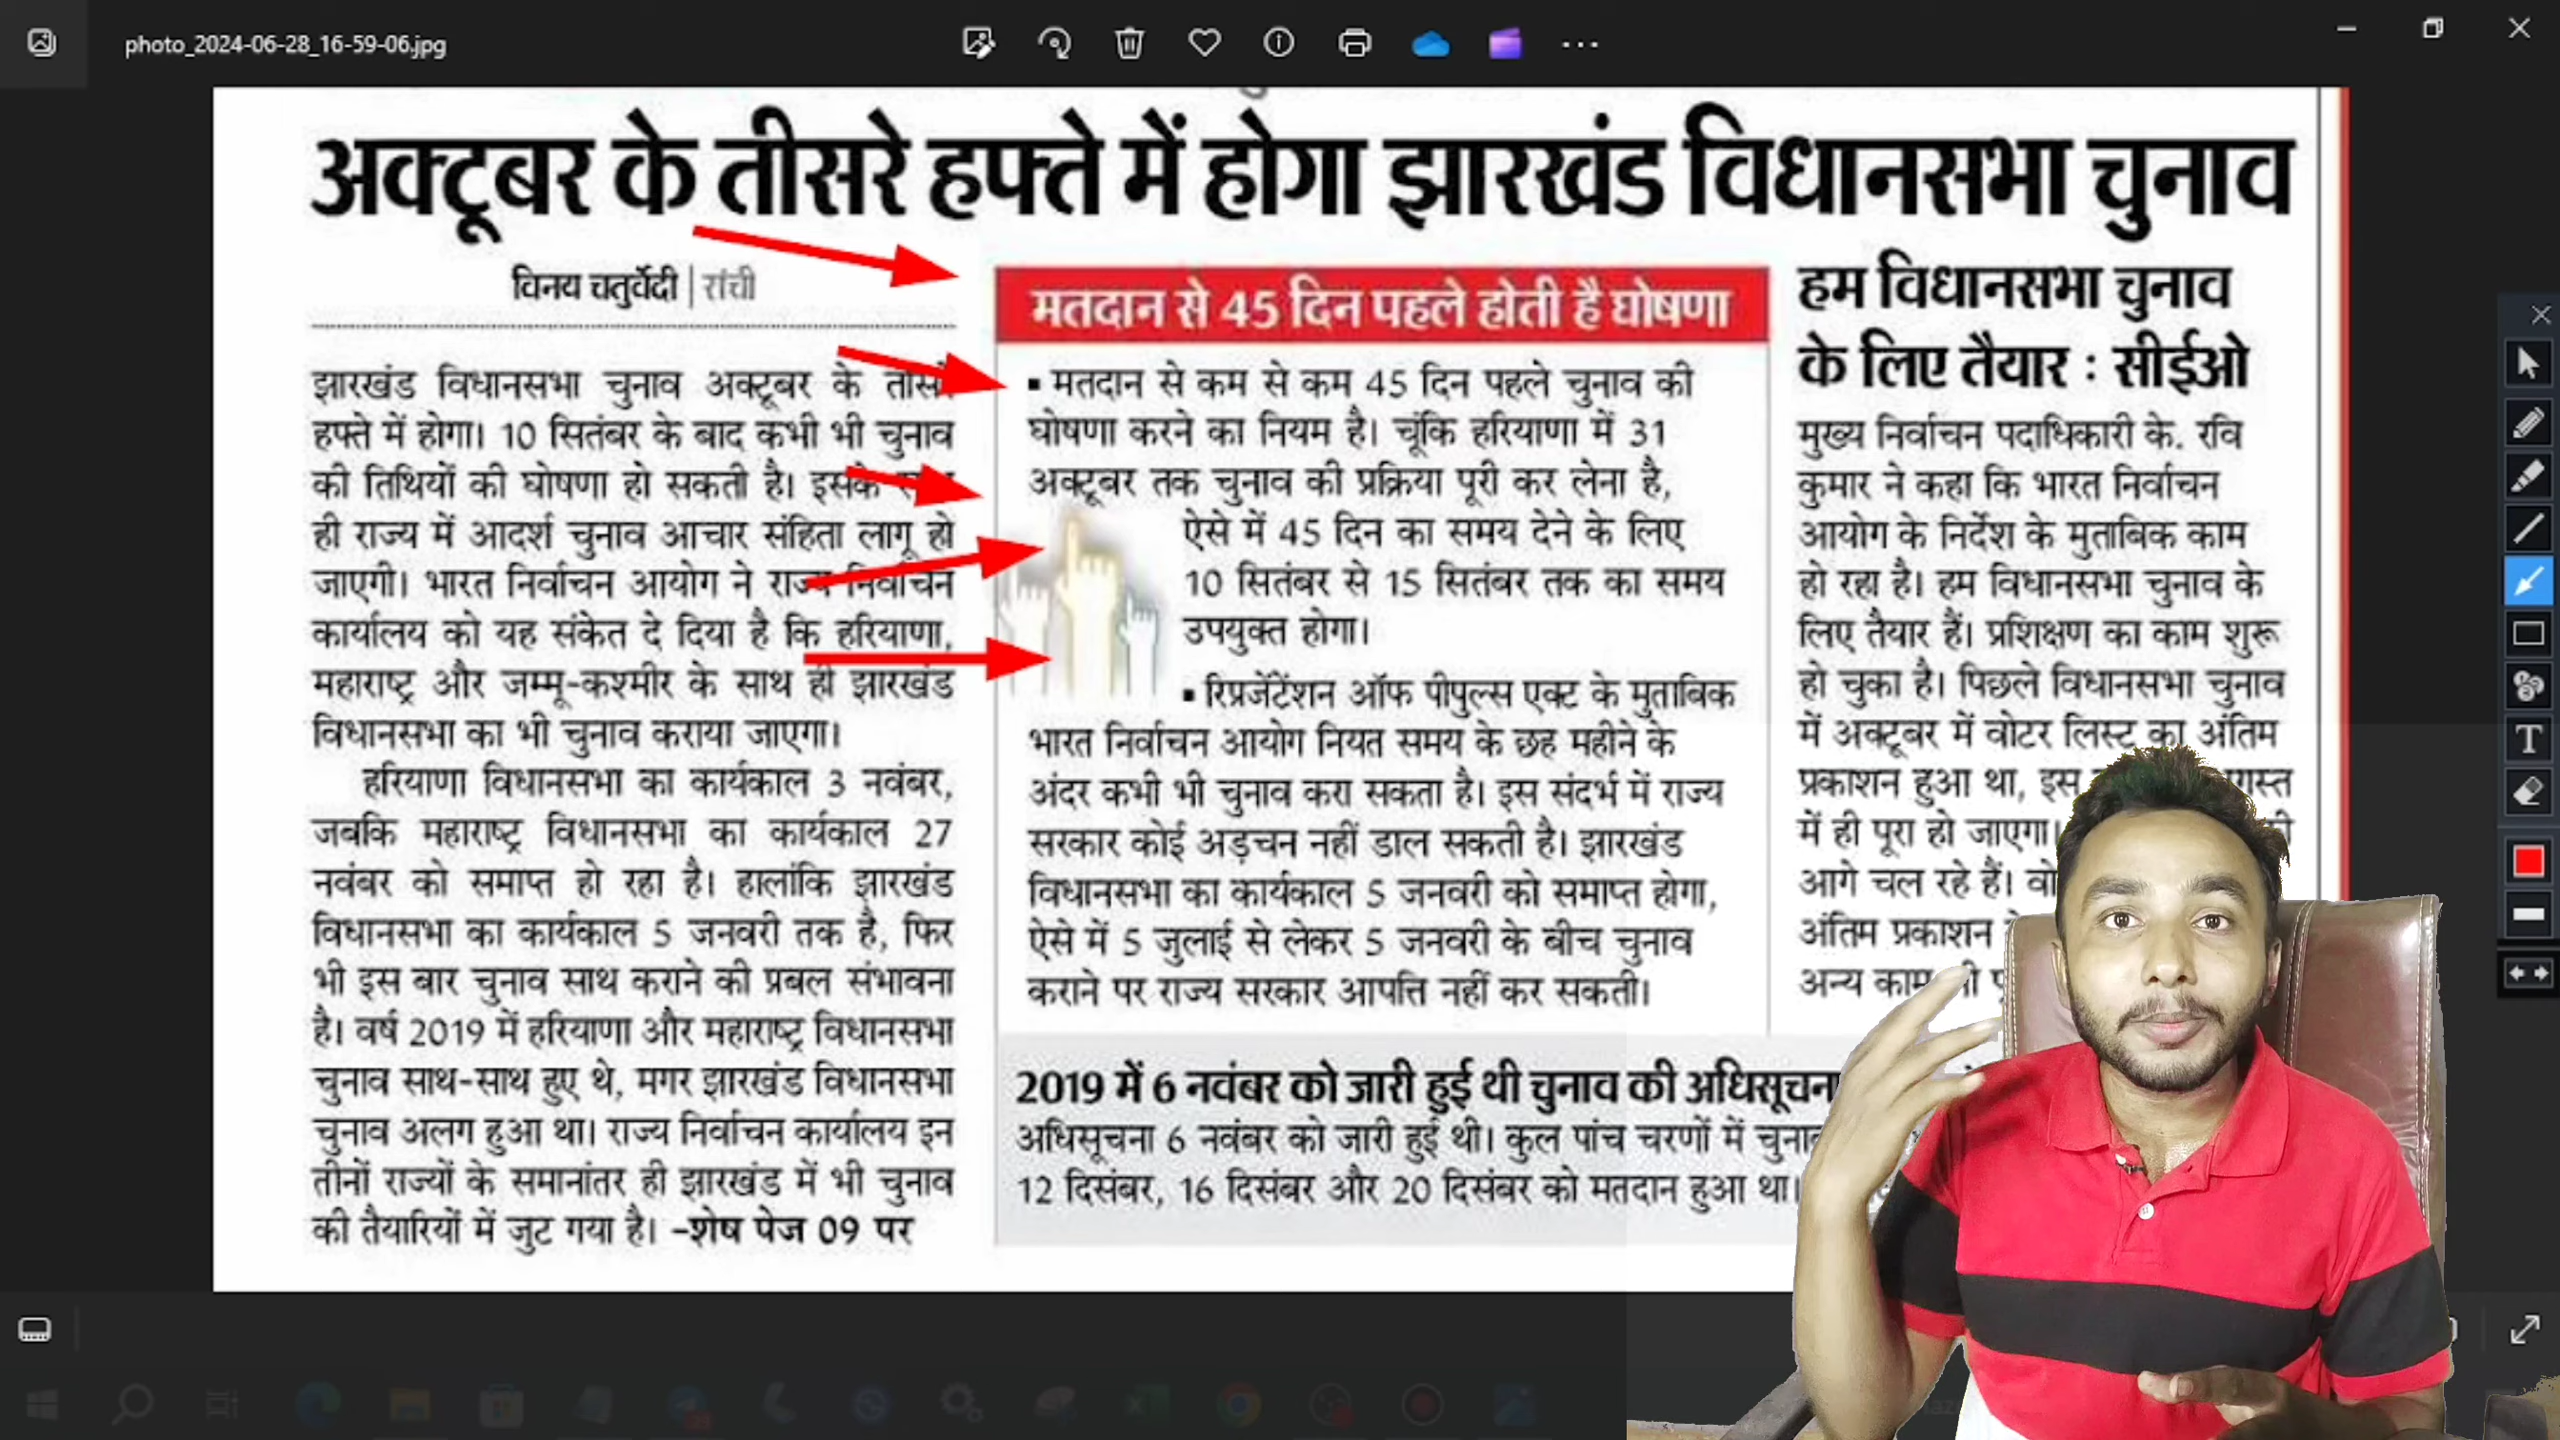 photo_2024-06-28_16-59-06.jpg
अक्टूबर के तीसरे हफ्ते में होगा झारखंड विधानसभा चुनाव
विनय चतुर्वेदी | रांची
झारखंड विधानसभा चुनाव अक्टूबर के
हफ्ते में होगा। 10 सितंबर के बाद कभी भी चुनाव
की तिथियों की घोषणा हो सकती है। इसके
ही राज्य में आदर्श चुनाव आचार संहिता लागू हो
जाएगी। भारत निर्वाचन आयोग ने राज्य निर्वाचन
कार्यालय को यह संकेत दे दिया है कि हरियाणा,
महाराष्ट्र और जम्मू-कश्मीर के साथ ही झारखंड
विधानसभा का भी चुनाव कराया जाएगा।
हरियाणा विधानसभा का कार्यकाल 3 नवंबर,
जबकि महाराष्ट्र विधानसभा का कार्यकाल 27
नवंबर को समाप्त हो रहा है। हालांकि झारखंड
विधानसभा का कार्यकाल 5 जनवरी तक है, फिर
भी इस बार चुनाव साथ कराने की प्रबल संभावना
है। वर्ष 2019 में हरियाणा और महाराष्ट्र विधानसभा
चुनाव साथ-साथ हुए थे, मगर झारखंड विधानसभा
चुनाव अलग हुआ था। राज्य निर्वाचन कार्यालय इन
तीनों राज्यों के समानांतर ही झारखंड में भी चुनाव
की तैयारियों में जुट गया है। -शेष पेज 09 पर
मतदान से 45 दिन पहले होती है घोषणा
▪ मतदान से कम से कम 45 दिन पहले चुनाव की
घोषणा करने का नियम है। चूंकि हरियाणा में 31
अक्टूबर तक चुनाव की प्रक्रिया पूरी कर लेना है,
ऐसे में 45 दिन का समय देने के लिए
10 सितंबर से 15 सितंबर तक का समय
उपयुक्त होगा।
▪ रिप्रजेंटेंशन ऑफ पीपुल्स एक्ट के मुताबिक
भारत निर्वाचन आयोग नियत समय के छह महीने के
अंदर कभी भी चुनाव करा सकता है। इस संदर्भ में राज्य
सरकार कोई अड़चन नहीं डाल सकती है। झारखंड
विधानसभा का कार्यकाल 5 जनवरी को समाप्त होगा,
ऐसे में 5 जुलाई से लेकर 5 जनवरी के बीच चुनाव
कराने पर राज्य सरकार आपत्ति नहीं कर सकती।
हम विधानसभा चुनाव
के लिए तैयार : सीईओ
मुख्य निर्वाचन पदाधिकारी के. रवि
कुमार ने कहा कि भारत निर्वाचन
आयोग के निर्देश के मुताबिक काम
हो रहा है। हम विधानसभा चुनाव के
लिए तैयार हैं। प्रशिक्षण का काम शुरू
हो चुका है। पिछले विधानसभा चुनाव
में अक्टूबर में वोटर लिस्ट का अंतिम
प्रकाशन हुआ था, इस
में ही पूरा हो जाएगा।
आगे चल रहे हैं।
अंतिम प्रकाशन
अन्य काम
2019 में 6 नवंबर को जारी हुई थी चुनाव की अधिसूचना
अधिसूचना 6 नवंबर को जारी हुई थी। कुल पांच चरणों में
12 दिसंबर, 16 दिसंबर और 20 दिसंबर को मतदान हुआ था।